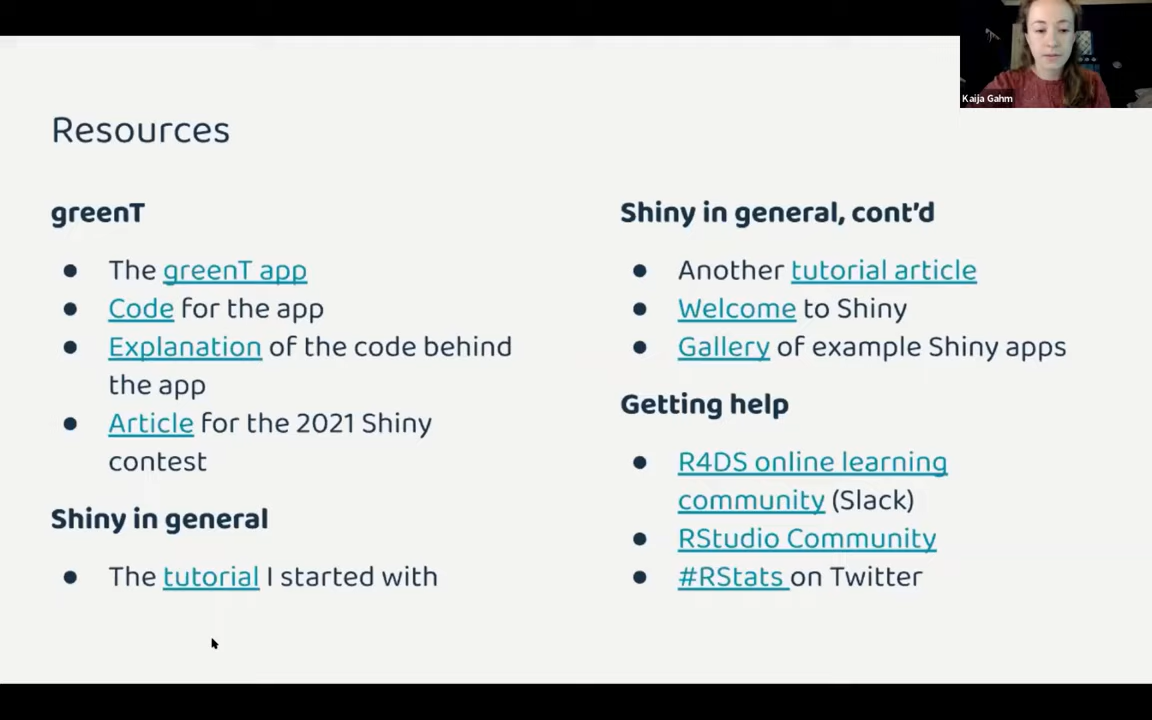 Kaija Gahm
Resources
greenT
● The greenT app
● Code for the app
● Explanation of the code behind
the app
● Article for the 2021 Shiny
contest
Shiny in general
● The tutorial I started with
Shiny in general, cont’d
● Another tutorial article
● Welcome to Shiny
● Gallery of example Shiny apps
Getting help
● R4DS online learning
community (Slack)
● RStudio Community
● #RStats on Twitter